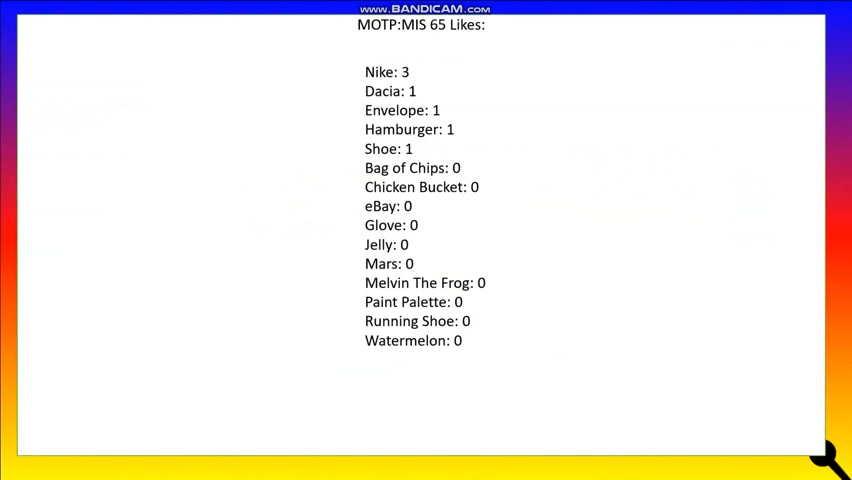 www.BANDICAM.com
MOTP:MIS 65 Likes:
Nike: 3
Dacia: 1
Envelope: 1
Hamburger: 1
Shoe: 1
Bag of Chips: 0
Chicken Bucket: 0
eBay: 0
Glove: 0
Jelly: 0
Mars: 0
Melvin The Frog: 0
Paint Palette: 0
Running Shoe: 0
Watermelon: 0